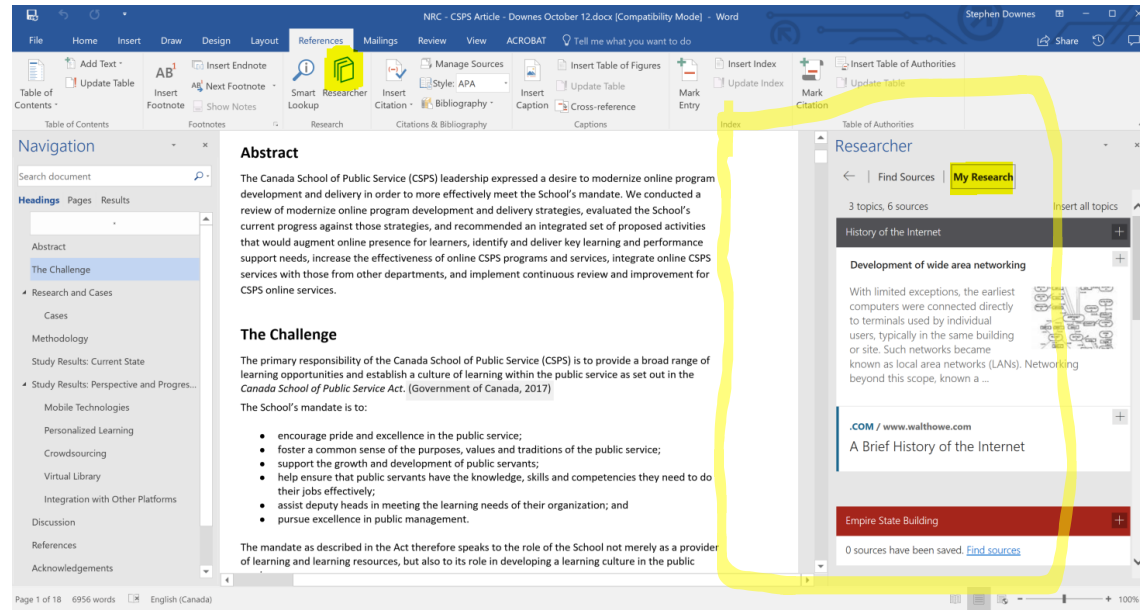 NRC - CSPS Article - Downes October 12.docx [Compatibility Mode] - Word
Stephen Downes
File Home Insert Draw Design Layout References Mailings Review View ACROBAT Tell me what you want to do Share
Table of Contents
Add Text
Update Table
Table of Contents
AB¹ Insert Footnote
Insert Endnote
AB¹ Next Footnote
Show Notes
Footnotes
Smart Lookup
Researcher
Research
Insert Citation
Manage Sources
Style: APA
Bibliography
Citations & Bibliography
Insert Caption
Insert Table of Figures
Update Table
Cross-reference
Captions
Mark Entry
Insert Index
Update Index
Index
Mark Citation
Insert Table of Authorities
Update Table
Table of Authorities
Navigation
Search document
Headings Pages Results
Abstract
The Challenge
Research and Cases
Cases
Methodology
Study Results: Current State
Study Results: Perspective and Progres...
Mobile Technologies
Personalized Learning
Crowdsourcing
Virtual Library
Integration with Other Platforms
Discussion
References
Acknowledgements
Abstract
The Canada School of Public Service (CSPS) leadership expressed a desire to modernize online program
development and delivery in order to more effectively meet the School's mandate. We conducted a
review of modernize online program development and delivery strategies, evaluated the School's
current progress against those strategies, and recommended an integrated set of proposed activities
that would augment online presence for learners, identify and deliver key learning and performance
support needs, increase the effectiveness of online CSPS programs and services, integrate online CSPS
services with those from other departments, and implement continuous review and improvement for
CSPS online services.
The Challenge
The primary responsibility of the Canada School of Public Service (CSPS) is to provide a broad range of
learning opportunities and establish a culture of learning within the public service as set out in the
Canada School of Public Service Act. (Government of Canada, 2017)
The School's mandate is to:
● encourage pride and excellence in the public service;
● foster a common sense of the purposes, values and traditions of the public service;
● support the growth and development of public servants;
● help ensure that public servants have the knowledge, skills and competencies they need to do
their jobs effectively;
● assist deputy heads in meeting the learning needs of their organization; and
● pursue excellence in public management.
The mandate as described in the Act therefore speaks to the role of the School not merely as a provider
of learning and learning resources, but also to its role in developing a learning culture in the public
Researcher
Find Sources | My Research
3 topics, 6 sources Insert all topics
History of the Internet
Development of wide area networking
With limited exceptions, the earliest
computers were connected directly
to terminals used by individual
users, typically in the same building
or site. Such networks became
known as local area networks (LANs). Networking
beyond this scope, known a ...
.COM / www.walthowe.com
A Brief History of the Internet
Empire State Building
0 sources have been saved. Find sources
Page 1 of 18 6956 words English (Canada) 100%